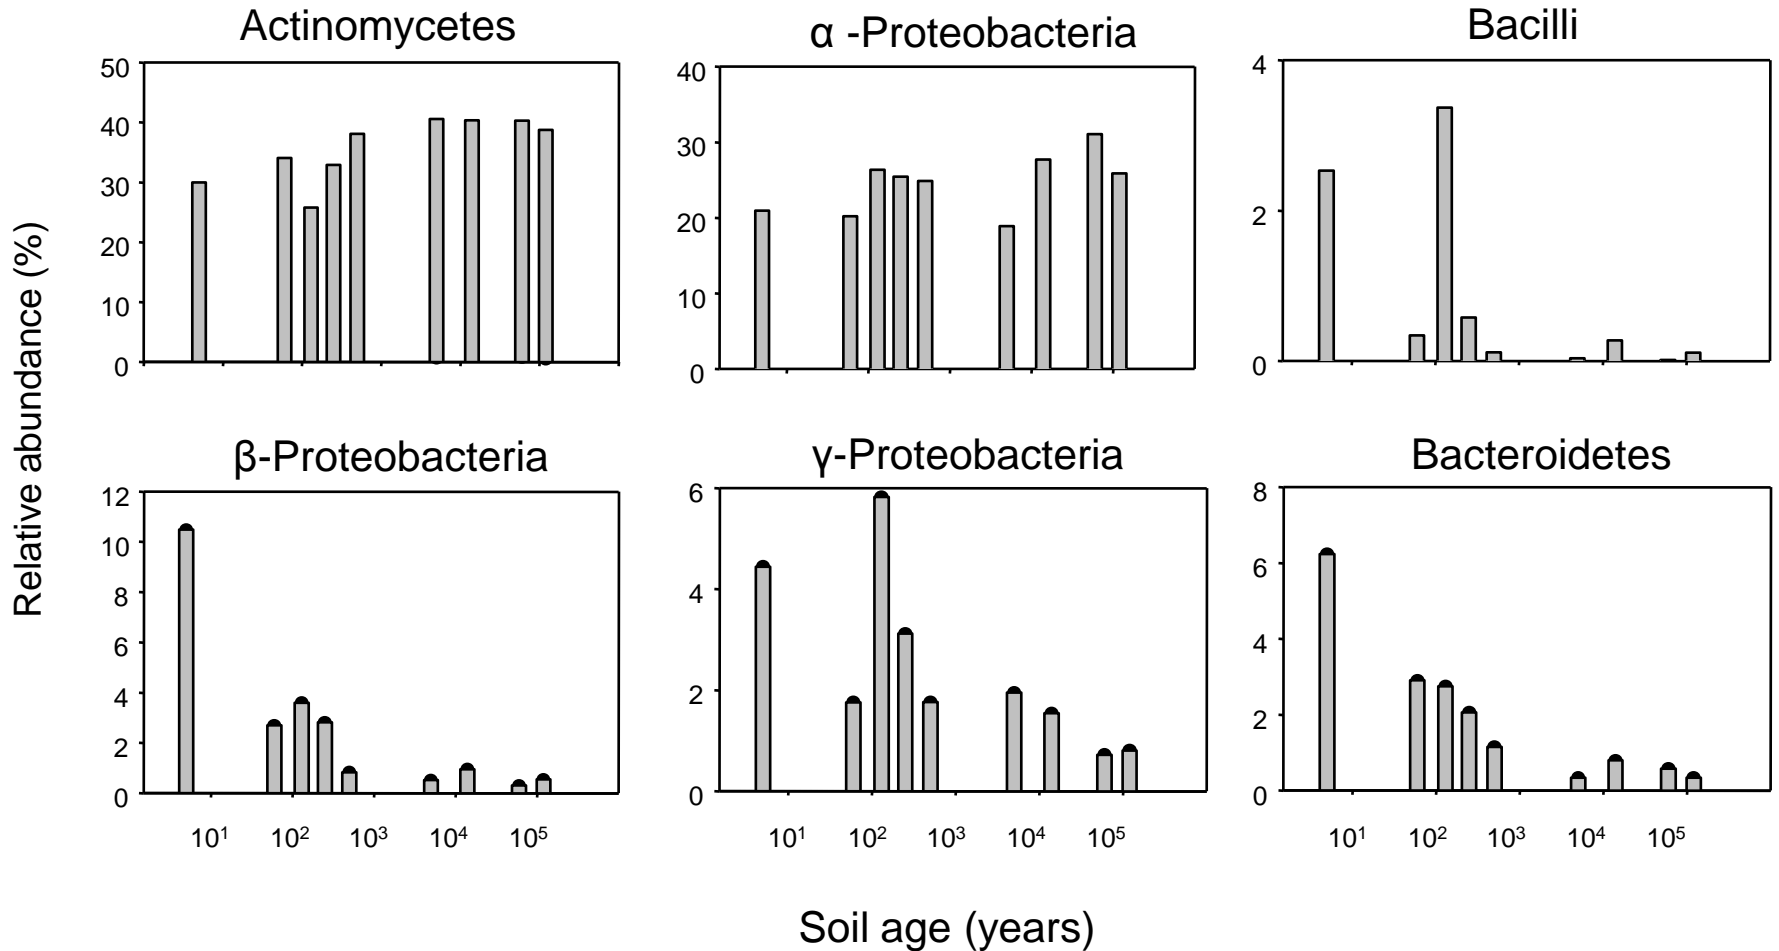 Actinomycetes
α -Proteobacteria
Bacilli
50
40
30
20
10
0
40
30
20
10
0
4
2
0
Relative abundance (%)
β-Proteobacteria
γ-Proteobacteria
Bacteroidetes
12
10
8
6
4
2
0
6
4
2
0
8
6
4
2
0
10¹ 10² 10³ 10⁴ 10⁵
10¹ 10² 10³ 10⁴ 10⁵
10¹ 10² 10³ 10⁴ 10⁵
Soil age (years)